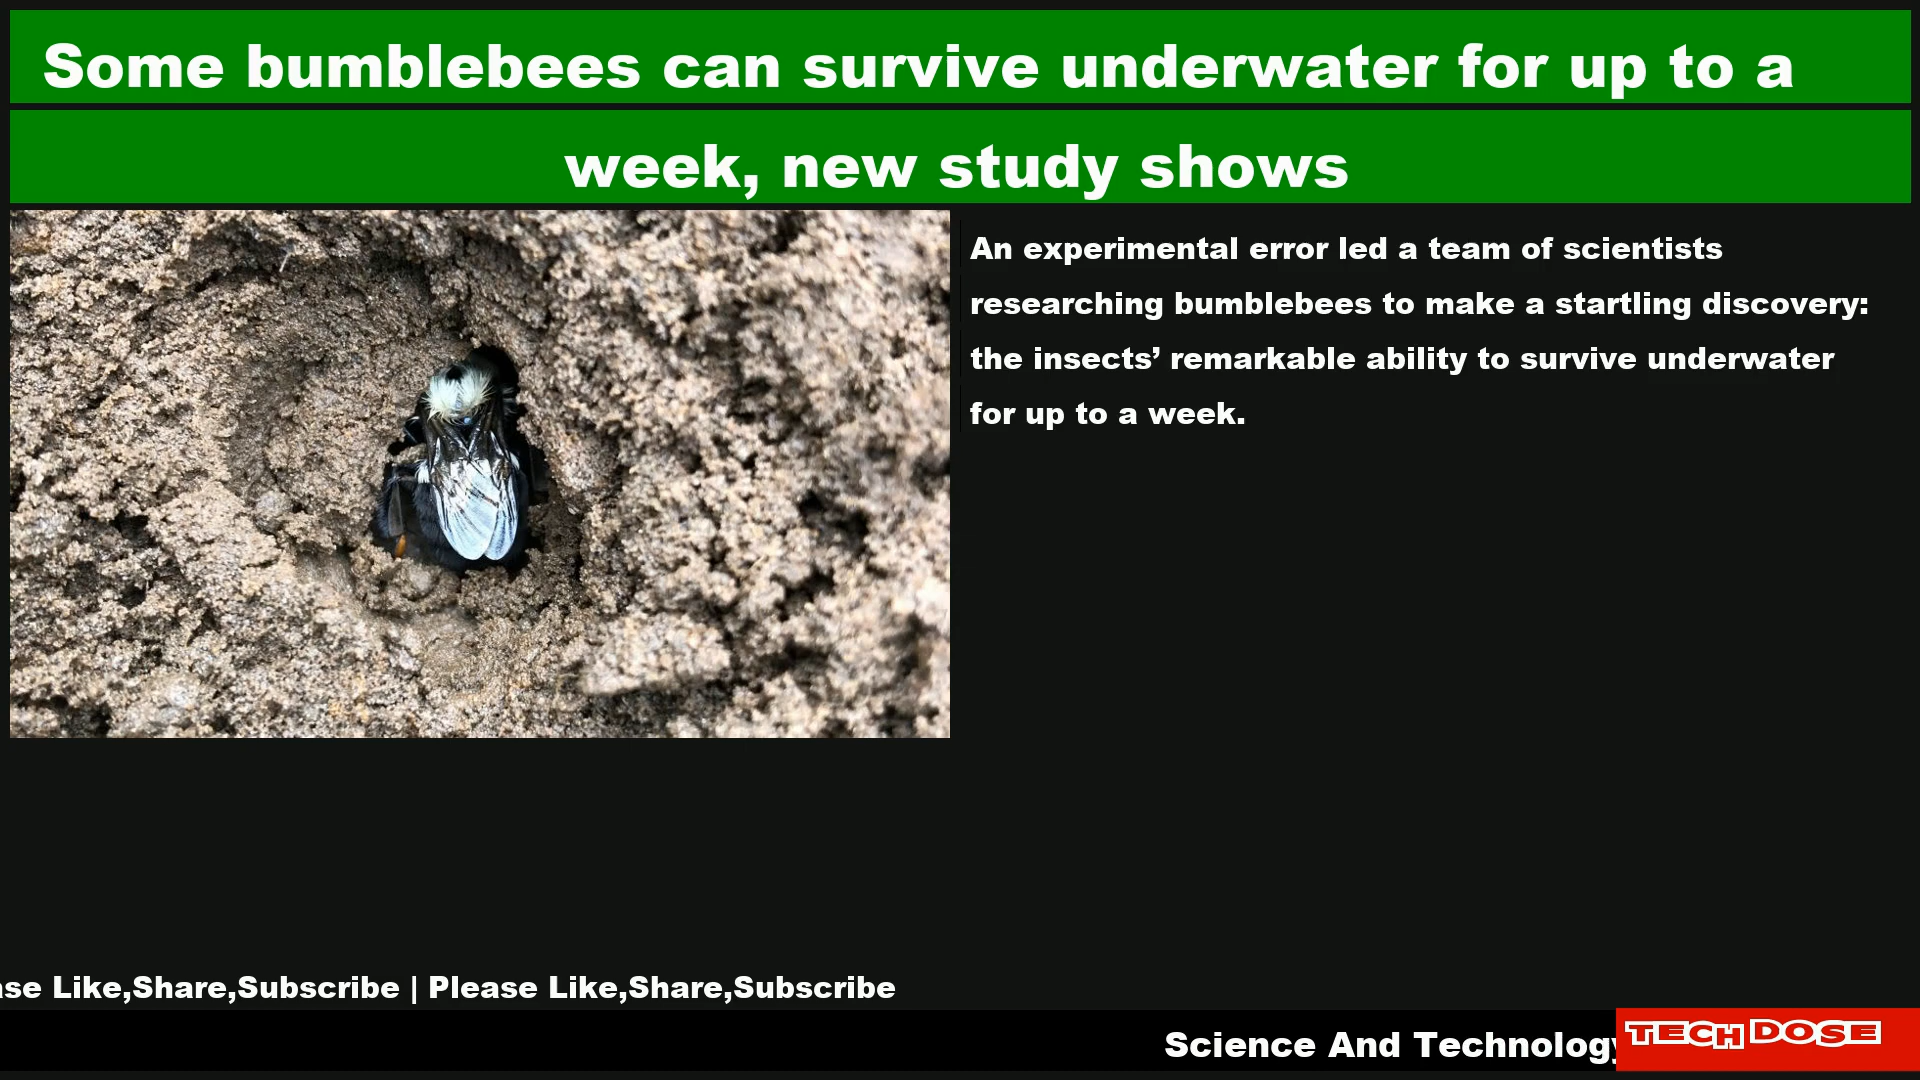 Some bumblebees can survive underwater for up to a
week, new study shows
An experimental error led a team of scientists
researching bumblebees to make a startling discovery:
the insects’ remarkable ability to survive underwater
for up to a week.
Like,Share,Subscribe | Please Like,Share,Subscribe
Science And Technology
TECH DOSE